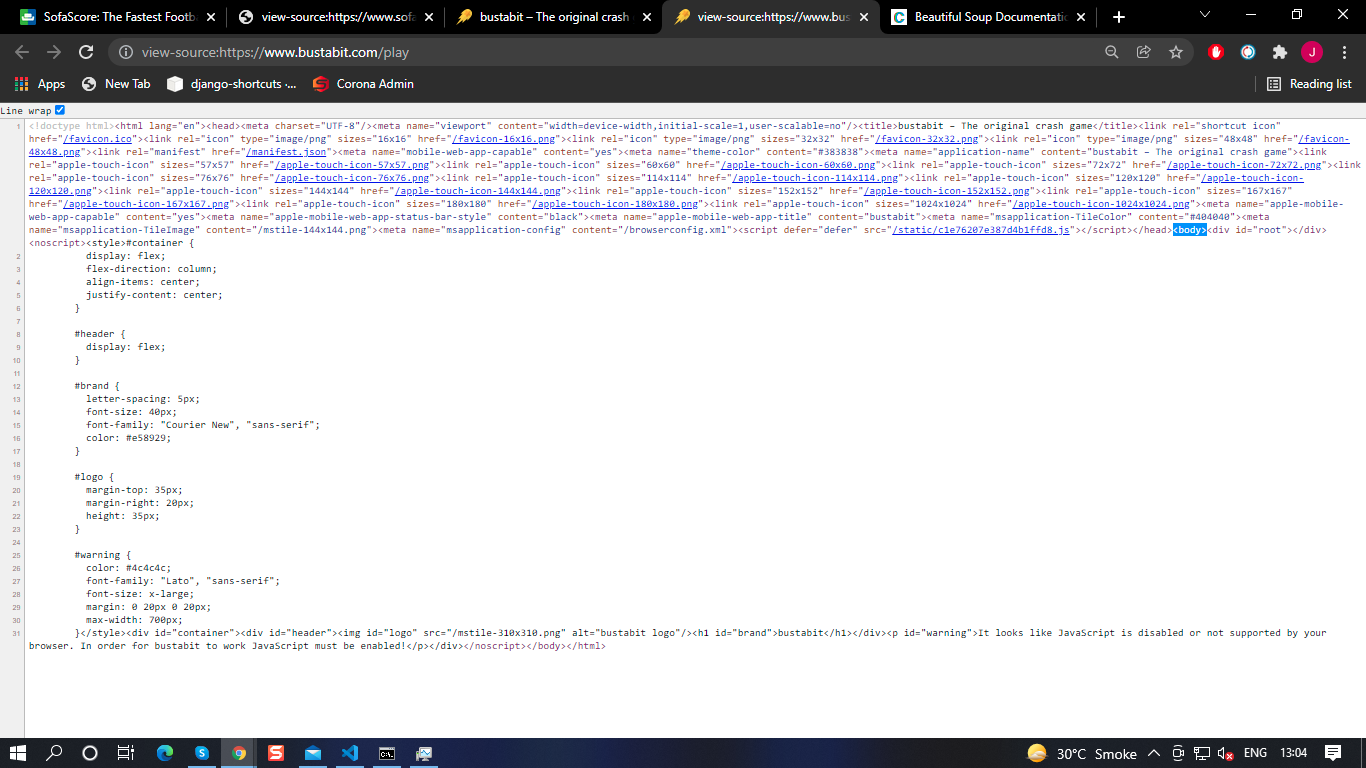 SofaScore: The Fastest Footb
view-source:https://www.sofa
bustabit – The original crash
view-source:https://www.bus
Beautiful Soup Documentatio
view-source:https://www.bustabit.com/play
J
Apps
New Tab
django-shortcuts ·...
Corona Admin
Reading list
Line wrap
1 <!doctype html><html lang="en"><head><meta charset="UTF-8"/><meta name="viewport" content="width=device-width,initial-scale=1,user-scalable=no"/><title>bustabit – The original crash game</title><link rel="shortcut icon"
href="/favicon.ico"><link rel="icon" type="image/png" sizes="16x16" href="/favicon-16x16.png"><link rel="icon" type="image/png" sizes="32x32" href="/favicon-32x32.png"><link rel="icon" type="image/png" sizes="48x48" href="/favicon-
48x48.png"><link rel="manifest" href="/manifest.json"><meta name="mobile-web-app-capable" content="yes"><meta name="theme-color" content="#383838"><meta name="application-name" content="bustabit – The original crash game"><link
rel="apple-touch-icon" sizes="57x57" href="/apple-touch-icon-57x57.png"><link rel="apple-touch-icon" sizes="60x60" href="/apple-touch-icon-60x60.png"><link rel="apple-touch-icon" sizes="72x72" href="/apple-touch-icon-72x72.png"><link
rel="apple-touch-icon" sizes="76x76" href="/apple-touch-icon-76x76.png"><link rel="apple-touch-icon" sizes="114x114" href="/apple-touch-icon-114x114.png"><link rel="apple-touch-icon" sizes="120x120" href="/apple-touch-icon-
120x120.png"><link rel="apple-touch-icon" sizes="144x144" href="/apple-touch-icon-144x144.png"><link rel="apple-touch-icon" sizes="152x152" href="/apple-touch-icon-152x152.png"><link rel="apple-touch-icon" sizes="167x167"
href="/apple-touch-icon-167x167.png"><link rel="apple-touch-icon" sizes="180x180" href="/apple-touch-icon-180x180.png"><link rel="apple-touch-icon" sizes="1024x1024" href="/apple-touch-icon-1024x1024.png"><meta name="apple-mobile-
web-app-capable" content="yes"><meta name="apple-mobile-web-app-status-bar-style" content="black"><meta name="apple-mobile-web-app-title" content="bustabit"><meta name="msapplication-TileColor" content="#404040"><meta
name="msapplication-TileImage" content="/mstile-144x144.png"><meta name="msapplication-config" content="/browserconfig.xml"><script defer="defer" src="/static/c1e76207e387d4b1ffd8.js"></script></head><body><div id="root"></div>
<noscript><style>#container {
2 display: flex;
3 flex-direction: column;
4 align-items: center;
5 justify-content: center;
6 }
7
8 #header {
9 display: flex;
10 }
11
12 #brand {
13 letter-spacing: 5px;
14 font-size: 40px;
15 font-family: "Courier New", "sans-serif";
16 color: #e58929;
17 }
18
19 #logo {
20 margin-top: 35px;
21 margin-right: 20px;
22 height: 35px;
23 }
24
25 #warning {
26 color: #4c4c4c;
27 font-family: "Lato", "sans-serif";
28 font-size: x-large;
29 margin: 0 20px 0 20px;
30 max-width: 700px;
31 }</style><div id="container"><div id="header"><img id="logo" src="/mstile-310x310.png" alt="bustabit logo"/><h1 id="brand">bustabit</h1></div><p id="warning">It looks like JavaScript is disabled or not supported by your
browser. In order for bustabit to work JavaScript must be enabled!</p></div></noscript></body></html>
30°C Smoke
ENG
13:04